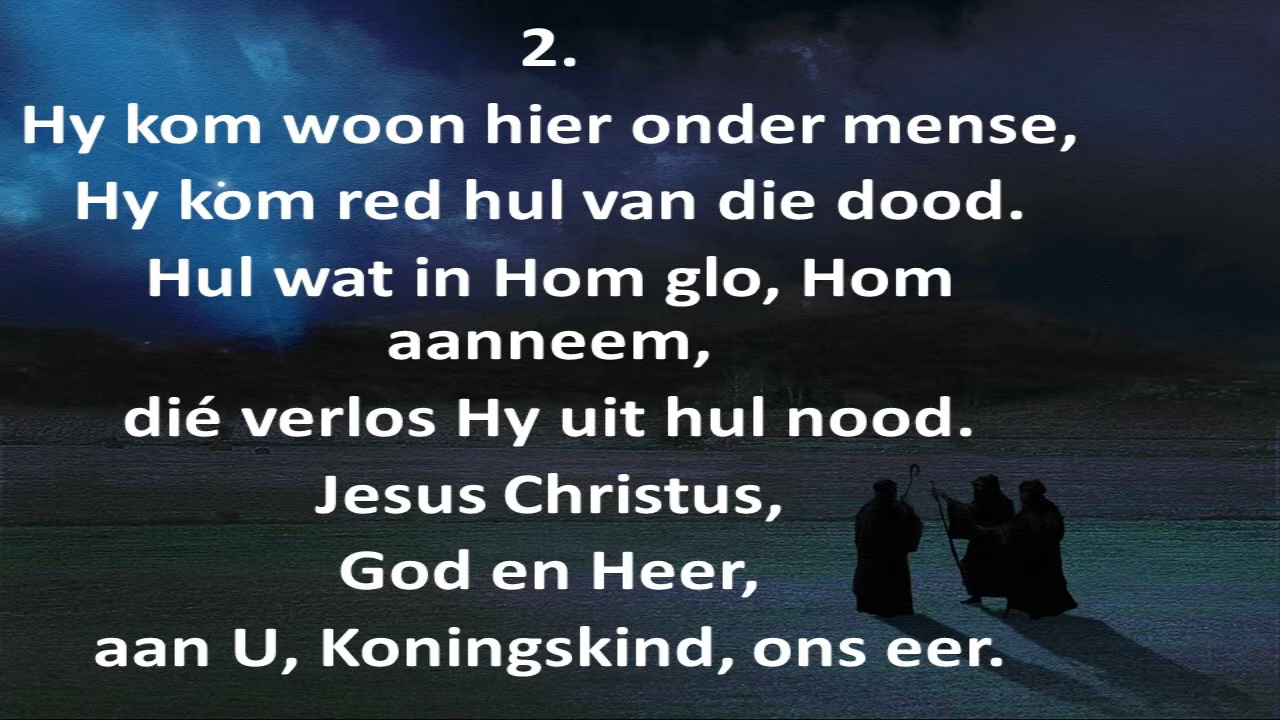 2.
Hy kom woon hier onder mense,
Hy kom red hul van die dood.
Hul wat in Hom glo, Hom
aanneem,
dié verlos Hy uit hul nood.
Jesus Christus,
God en Heer,
aan U, Koningskind, ons eer.